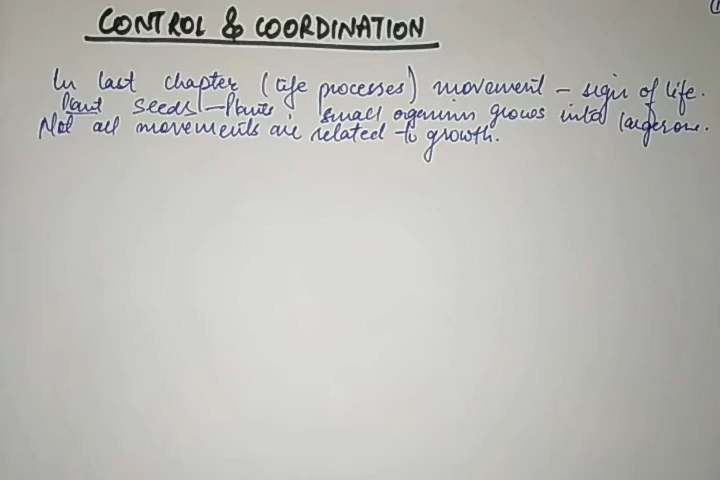 CONTROL & COORDINATION
In last chapter (life processes) movement - sign of life.
Plant seeds - Plants, small organism grows into larger one.
Not all movements are related to growth.